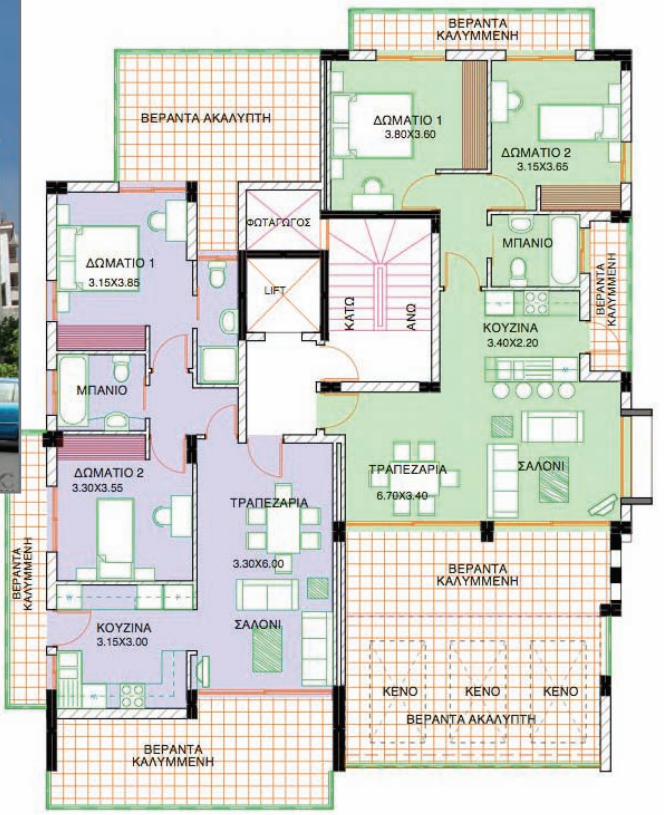 ΒΕΡΑΝΤΑ
ΚΑΛΥΜΜΕΝΗ
ΒΕΡΑΝΤΑ ΑΚΑΛΥΠΤΗ
ΔΩΜΑΤΙΟ 1
3.80X3.60
ΔΩΜΑΤΙΟ 2
3.15X3.65
ΦΩΤΑΓΩΓΟΣ
ΜΠΑΝΙΟ
ΒΕΡΑΝΤΑ
ΚΑΛΥΜΜΕΝΗ
ΔΩΜΑΤΙΟ 1
3.15X3.85
LIFT
ΚΑΤΩ
ΑΝΩ
ΚΟΥΖΙΝΑ
3.40X2.20
ΜΠΑΝΙΟ
ΔΩΜΑΤΙΟ 2
3.30X3.55
ΤΡΑΠΕΖΑΡΙΑ
6.70X3.40
ΣΑΛΟΝΙ
ΤΡΑΠΕΖΑΡΙΑ
3.30X6.00
ΒΕΡΑΝΤΑ
ΚΑΛΥΜΜΕΝΗ
ΒΕΡΑΝΤΑ
ΚΑΛΥΜΜΕΝΗ
ΚΟΥΖΙΝΑ
3.15X3.00
ΣΑΛΟΝΙ
ΚΕΝΟ
ΚΕΝΟ
ΚΕΝΟ
ΒΕΡΑΝΤΑ ΑΚΑΛΥΠΤΗ
ΒΕΡΑΝΤΑ
ΚΑΛΥΜΜΕΝΗ